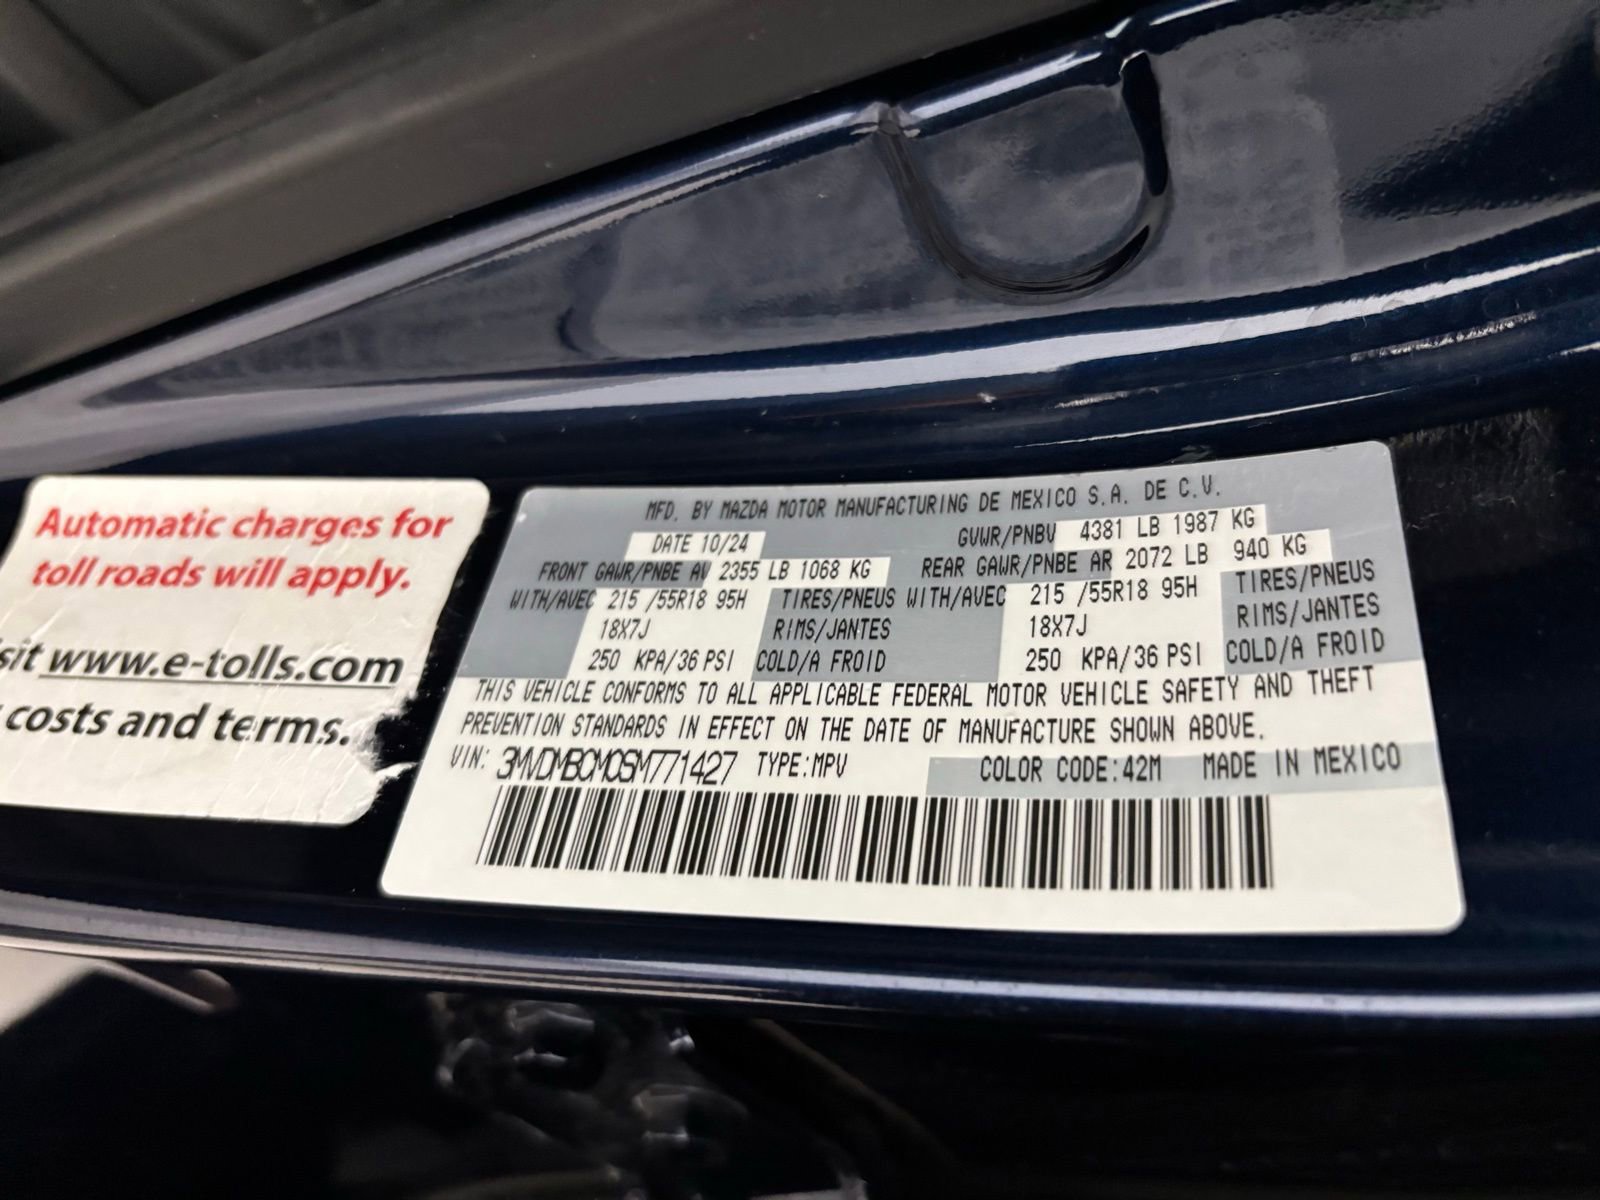 Automatic charges for
toll roads will apply.
sit www.e-tolls.com
costs and terms.
MFD. BY MAZDA MOTOR MANUFACTURING DE MEXICO S.A. DE C.V.
DATE 10/24 GVWR/PNBV 4381 LB 1987 KG
FRONT GAWR/PNBE AV 2355 LB 1068 KG REAR GAWR/PNBE AR 2072 LB 940 KG
WITH/AVEC 215 /55R18 95H TIRES/PNEUS WITH/AVEC 215 /55R18 95H TIRES/PNEUS
18X7J RIMS/JANTES 18X7J RIMS/JANTES
250 KPA/36 PSI COLD/A FROID 250 KPA/36 PSI COLD/A FROID
THIS VEHICLE CONFORMS TO ALL APPLICABLE FEDERAL MOTOR VEHICLE SAFETY AND THEFT
PREVENTION STANDARDS IN EFFECT ON THE DATE OF MANUFACTURE SHOWN ABOVE.
VIN: 3MVDMBCM0SM771427 TYPE:MPV COLOR CODE:42M MADE IN MEXICO